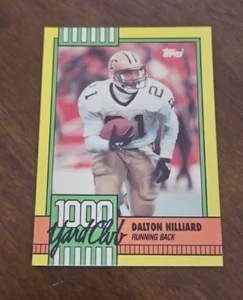 Topps
21
1000
Yard Club
DALTON HILLIARD
RUNNING BACK